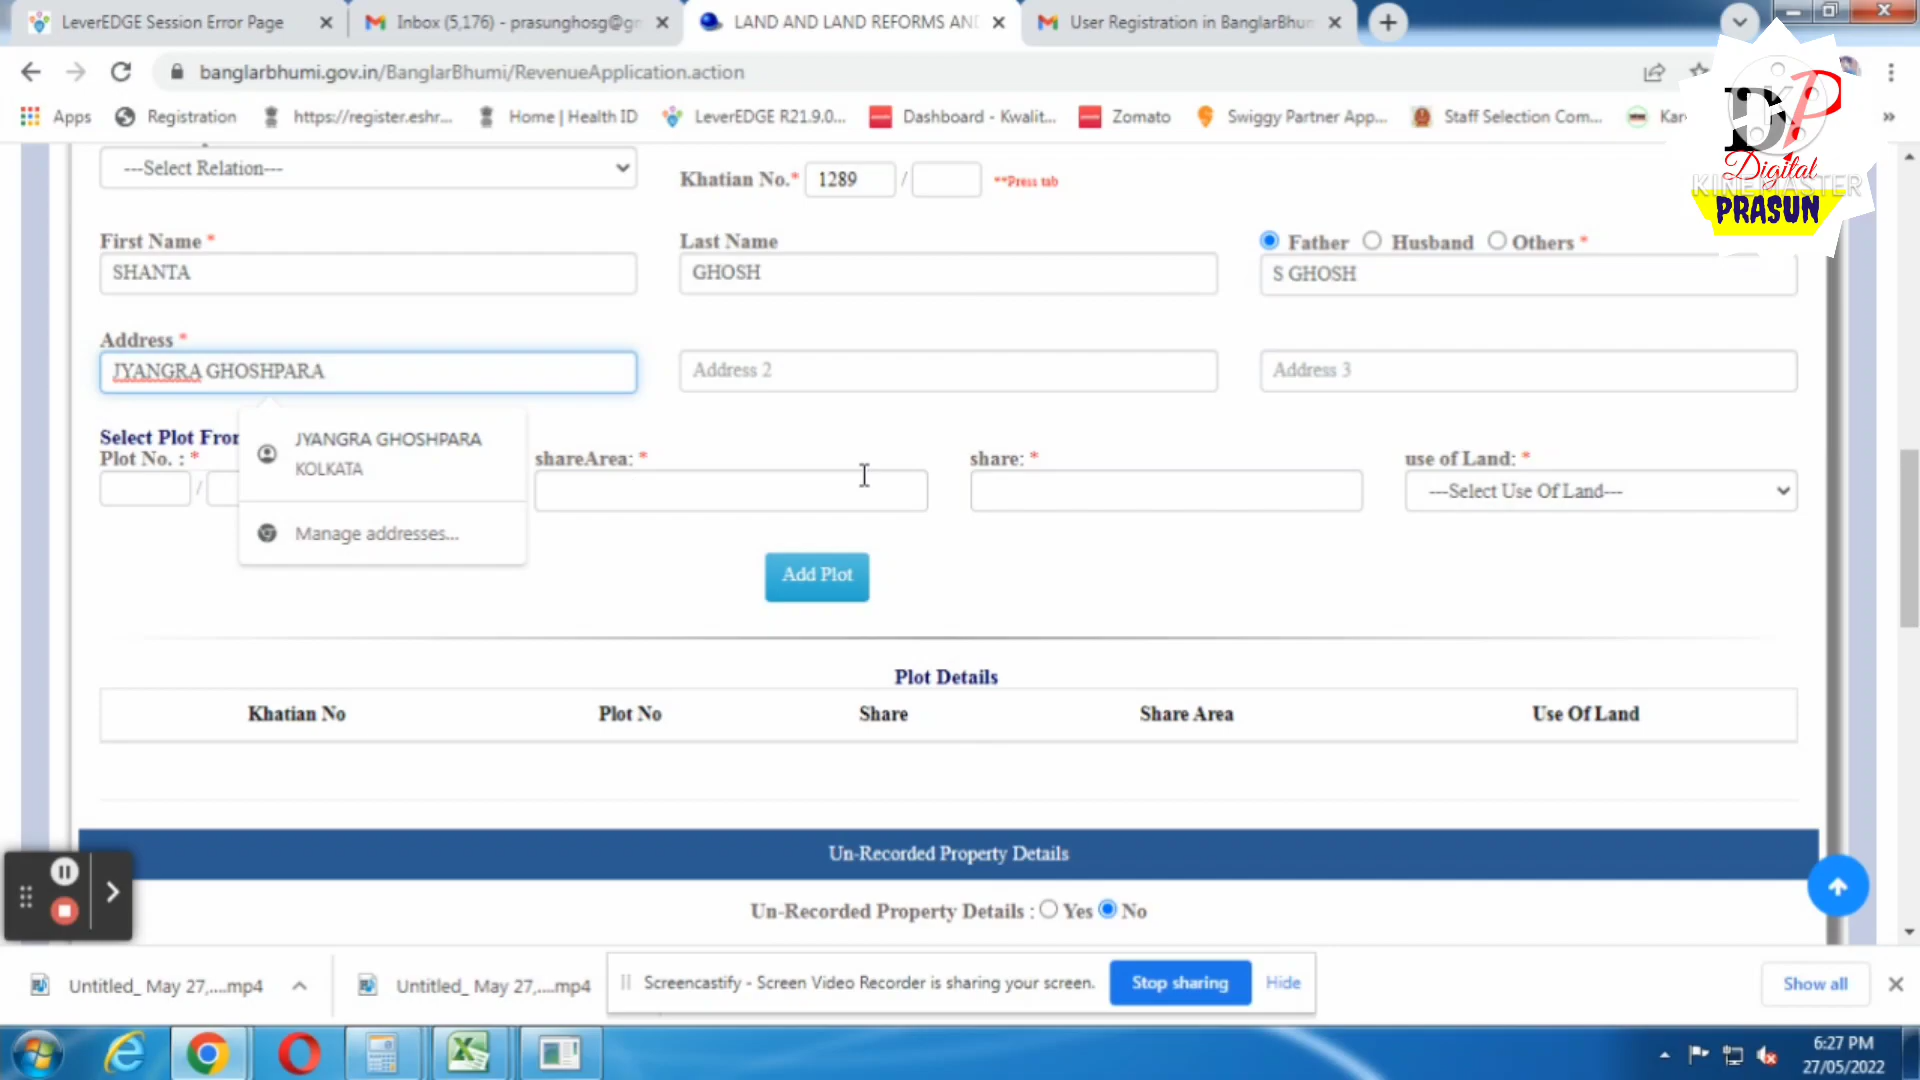 LeverEDGE Session Error Page
Inbox (5,176) - prasunghosg@gm
LAND AND LAND REFORMS AND
User Registration in BanglarBhum
banglarbhumi.gov.in/BanglarBhumi/RevenueApplication.action
Apps
Registration
https://register.eshr...
Home | Health ID
LeverEDGE R21.9.0...
Dashboard - Kwalit...
Zomato
Swiggy Partner App...
Staff Selection Com...
»
DKP
Digital
KINEMASTER
PRASUN
---Select Relation---
Khatian No.* 1289 / **Press tab
First Name *
Last Name
Father Husband Others *
SHANTA
GHOSH
S GHOSH
Address *
JYANGRA GHOSHPARA
Address 2
Address 3
Select Plot From
JYANGRA GHOSHPARA
KOLKATA
Manage addresses...
Plot No. : *
shareArea: *
share: *
use of Land: *
/
---Select Use Of Land---
Add Plot
Plot Details
Khatian No Plot No Share Share Area Use Of Land
Un-Recorded Property Details
Un-Recorded Property Details : Yes No
Untitled_ May 27,....mp4
Untitled_ May 27,....mp4
Screencastify - Screen Video Recorder is sharing your screen.
Stop sharing
Hide
Show all
6:27 PM
27/05/2022